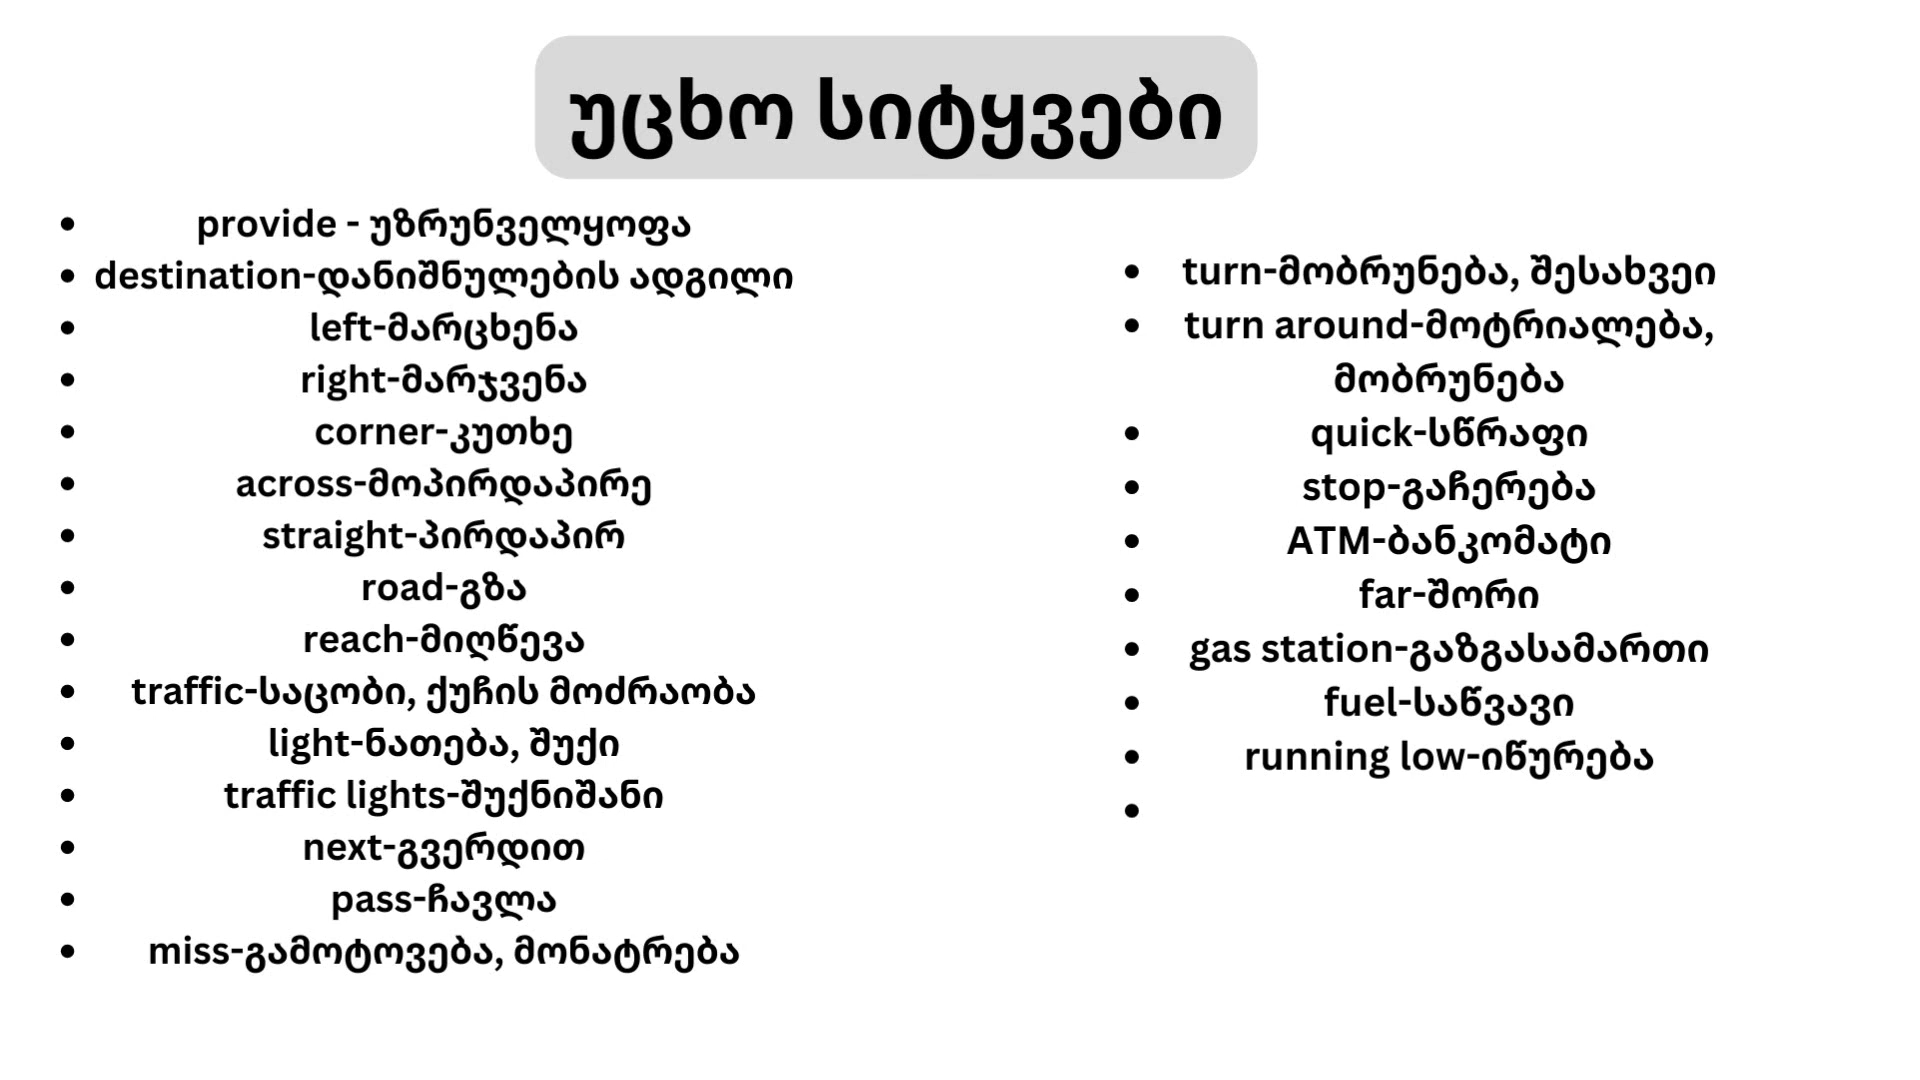 უცხო სიტყვები
provide - უზრუნველყოფა
destination-დანიშნულების ადგილი
left-მარცხენა
right-მარჯვენა
corner-კუთხე
across-მოპირდაპირე
straight-პირდაპირ
road-გზა
reach-მიღწევა
traffic-საცობი, ქუჩის მოძრაობა
light-ნათება, შუქი
traffic lights-შუქნიშანი
next-გვერდით
pass-ჩავლა
miss-გამოტოვება, მონატრება
turn-მობრუნება, შესახვეი
turn around-მოტრიალება,
მობრუნება
quick-სწრაფი
stop-გაჩერება
ATM-ბანკომატი
far-შორი
gas station-გაზგასამართი
fuel-საწვავი
running low-იწურება